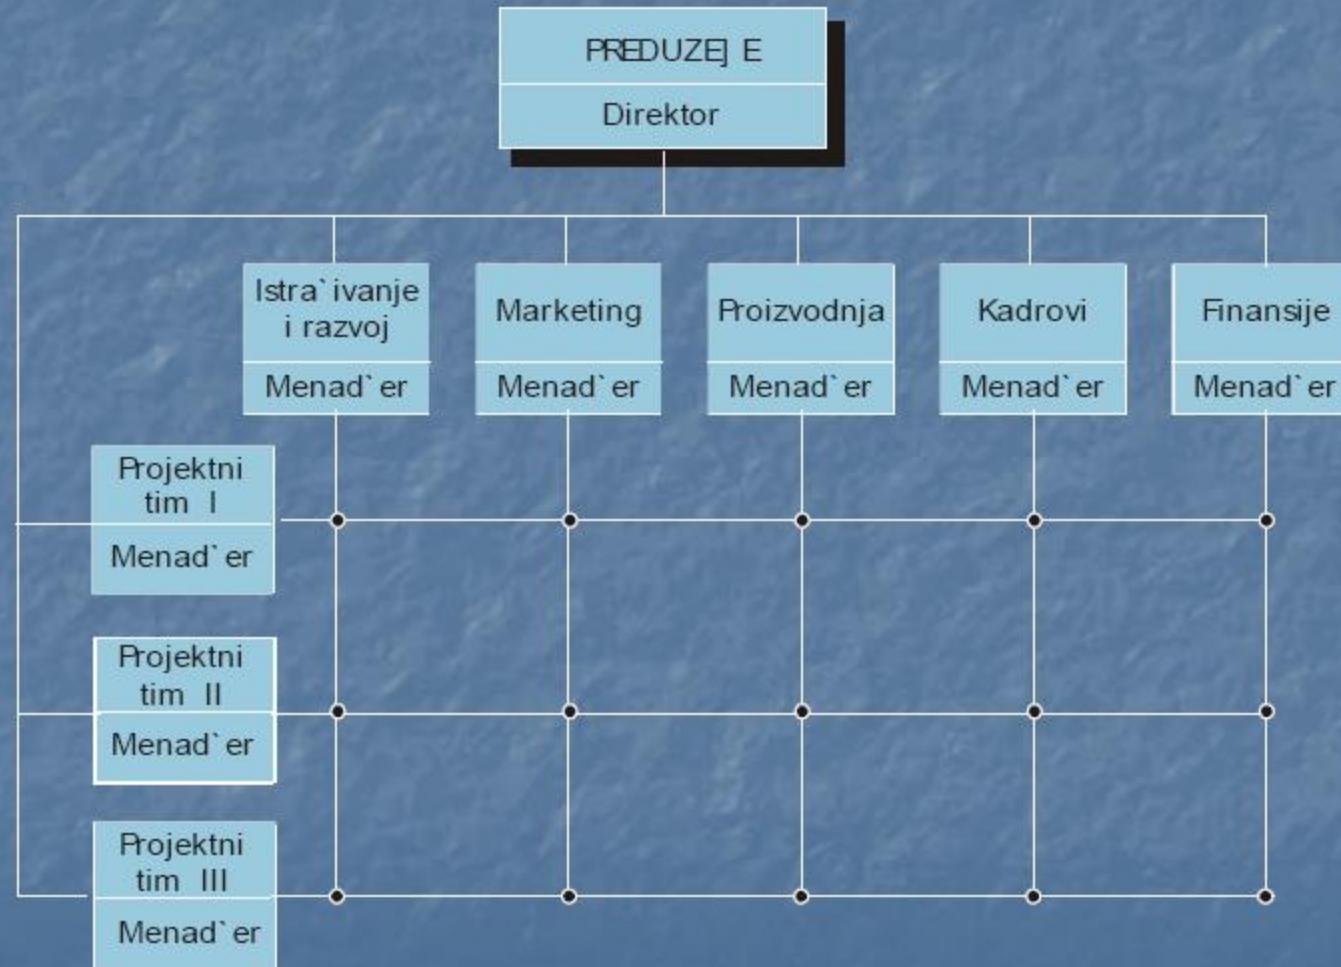 PREDUZEJ E
Direktor
Istra`ivanje
i razvoj
Menad`er
Marketing
Menad`er
Proizvodnja
Menad`er
Kadrovi
Menad`er
Finansije
Menad`er
Projektni
tim I
Menad`er
Projektni
tim II
Menad`er
Projektni
tim III
Menad`er